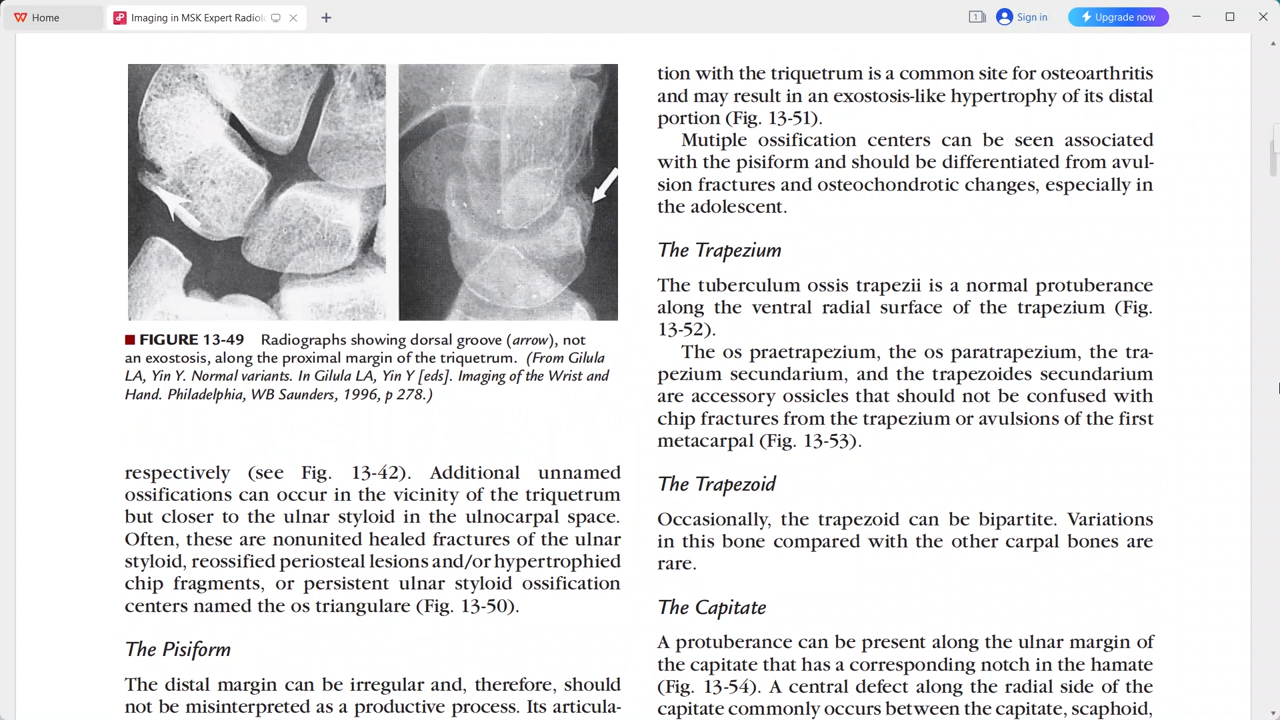 Home
Imaging in MSK Expert Radiol
1
Sign in
Upgrade now
■ FIGURE 13-49 Radiographs showing dorsal groove (arrow), not
an exostosis, along the proximal margin of the triquetrum. (From Gilula
LA, Yin Y. Normal variants. In Gilula LA, Yin Y [eds]. Imaging of the Wrist and
Hand. Philadelphia, WB Saunders, 1996, p 278.)
respectively (see Fig. 13-42). Additional unnamed
ossifications can occur in the vicinity of the triquetrum
but closer to the ulnar styloid in the ulnocarpal space.
Often, these are nonunited healed fractures of the ulnar
styloid, reossified periosteal lesions and/or hypertrophied
chip fragments, or persistent ulnar styloid ossification
centers named the os triangulare (Fig. 13-50).
The Pisiform
The distal margin can be irregular and, therefore, should
not be misinterpreted as a productive process. Its articula-
tion with the triquetrum is a common site for osteoarthritis
and may result in an exostosis-like hypertrophy of its distal
portion (Fig. 13-51).
Mutiple ossification centers can be seen associated
with the pisiform and should be differentiated from avul-
sion fractures and osteochondrotic changes, especially in
the adolescent.
The Trapezium
The tuberculum ossis trapezii is a normal protuberance
along the ventral radial surface of the trapezium (Fig.
13-52).
The os praetrapezium, the os paratrapezium, the tra-
pezium secundarium, and the trapezoides secundarium
are accessory ossicles that should not be confused with
chip fractures from the trapezium or avulsions of the first
metacarpal (Fig. 13-53).
The Trapezoid
Occasionally, the trapezoid can be bipartite. Variations
in this bone compared with the other carpal bones are
rare.
The Capitate
A protuberance can be present along the ulnar margin of
the capitate that has a corresponding notch in the hamate
(Fig. 13-54). A central defect along the radial side of the
capitate commonly occurs between the capitate, scaphoid,